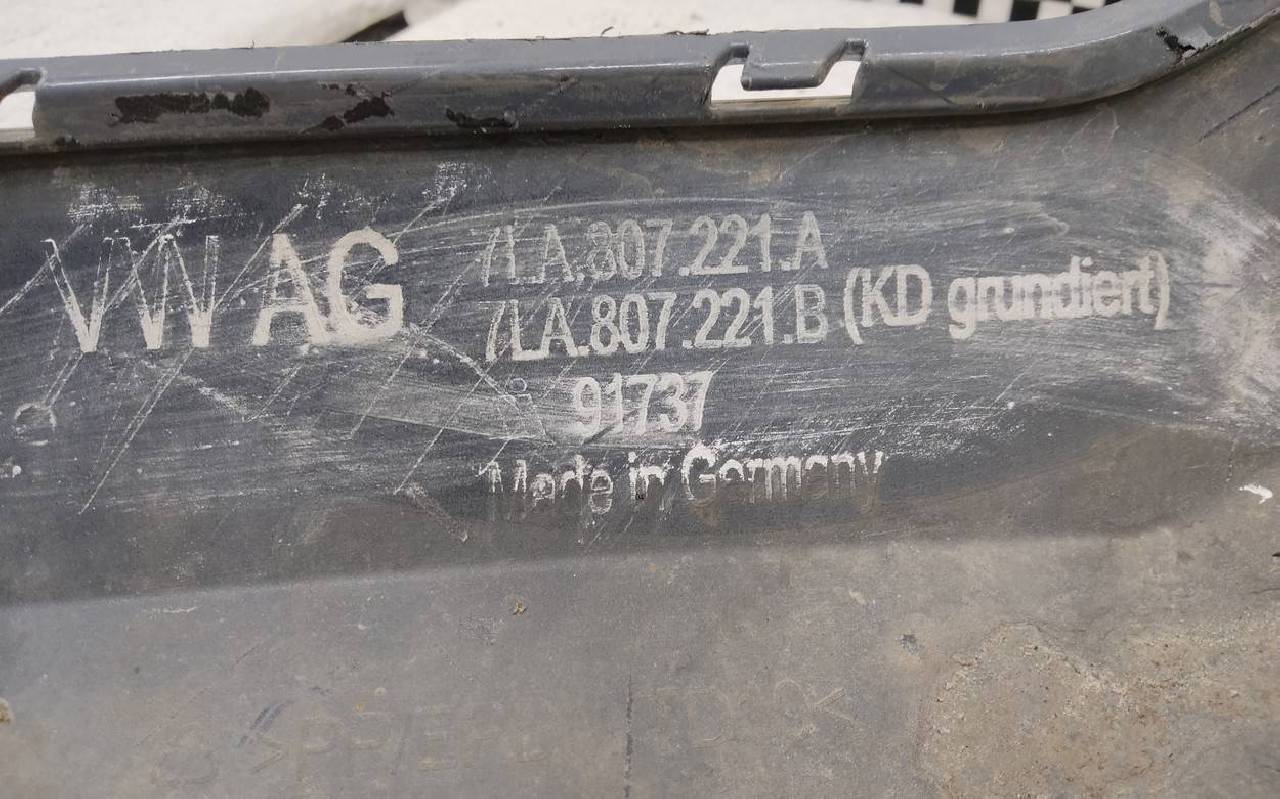 VW AG
7LA.807.221.A
7LA.807.221.B (KD grundiert)
91737
Made in Germany